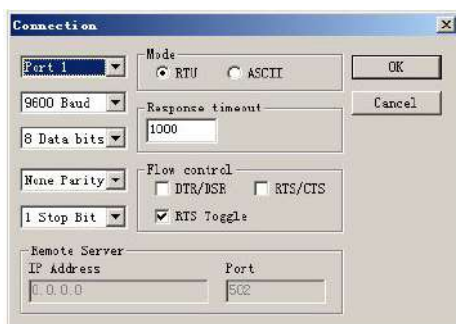 Connection
Port 1
Mode
RTU ASCII
OK
9600 Baud
Response timeout
Cancel
1000
8 Data bits
Flow control
None Parity
DTR/DSR RTS/CTS
1 Stop Bit
RTS Toggle
Remote Server
IP Address Port
0.0.0.0 502